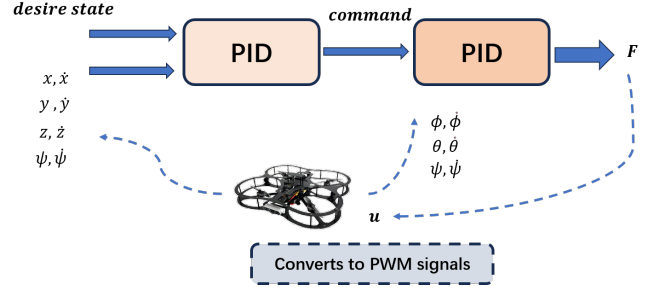 desire state
command
PID
PID
F
x, ẋ
y , ẏ
z, ż
ψ, ψ̇
ϕ, ϕ̇
θ, θ̇
ψ, ψ̇
u
Converts to PWM signals